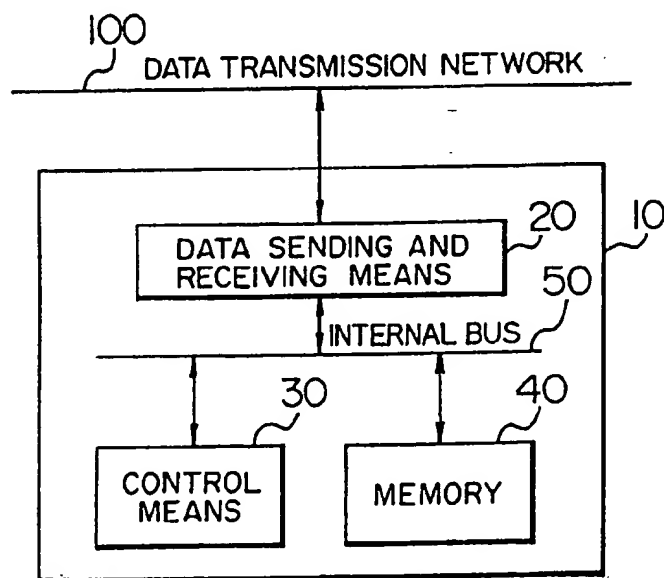 100
DATA TRANSMISSION NETWORK
20
10
DATA SENDING AND
RECEIVING MEANS
50
INTERNAL BUS
30
40
CONTROL
MEANS
MEMORY